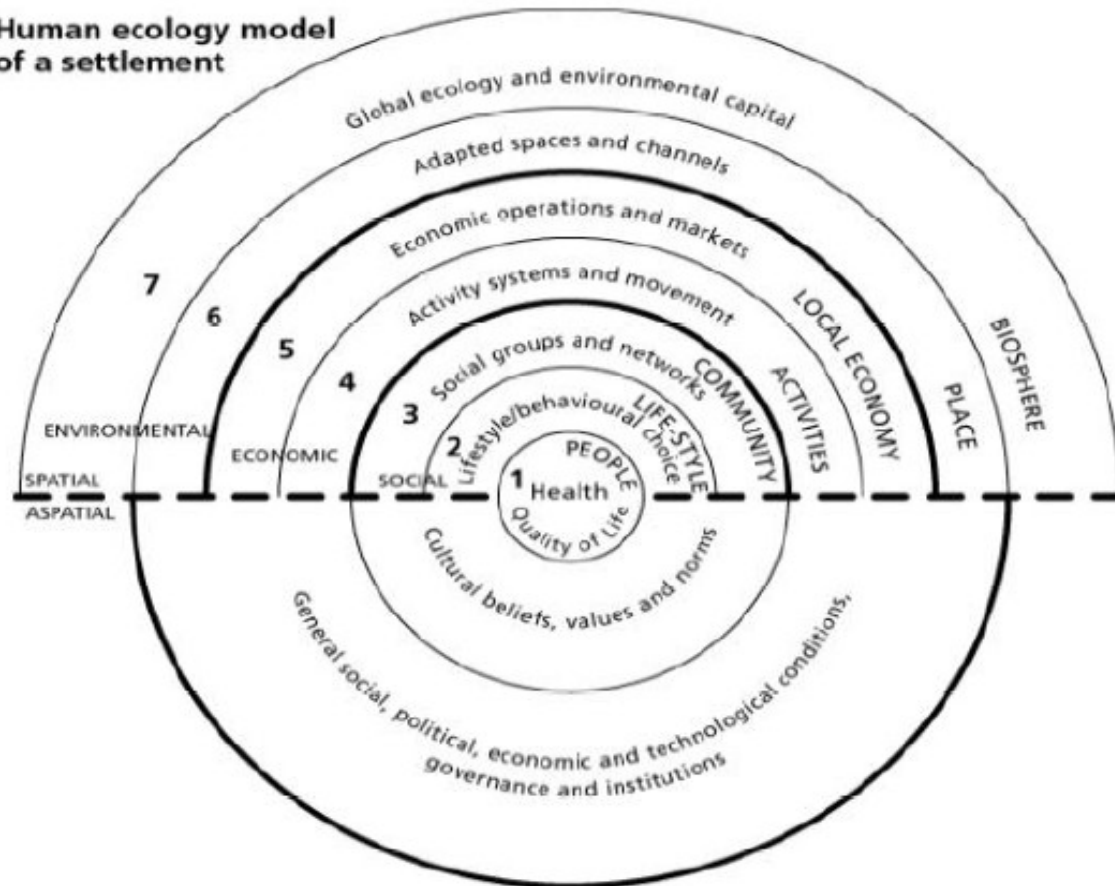 Human ecology model
of a settlement
Global ecology and environmental capital
Adapted spaces and channels
Economic operations and markets
Activity systems and movement
Social groups and networks
Lifestyle/behavioural choice
7
6
5
4
3
2
1
PEOPLE
LIFE-STYLE
COMMUNITY
ACTIVITIES
LOCAL ECONOMY
PLACE
BIOSPHERE
ENVIRONMENTAL
ECONOMIC
SOCIAL
Health
SPATIAL
ASPATIAL
Quality of Life
Cultural beliefs, values and norms
General social, political, economic and technological conditions,
governance and institutions